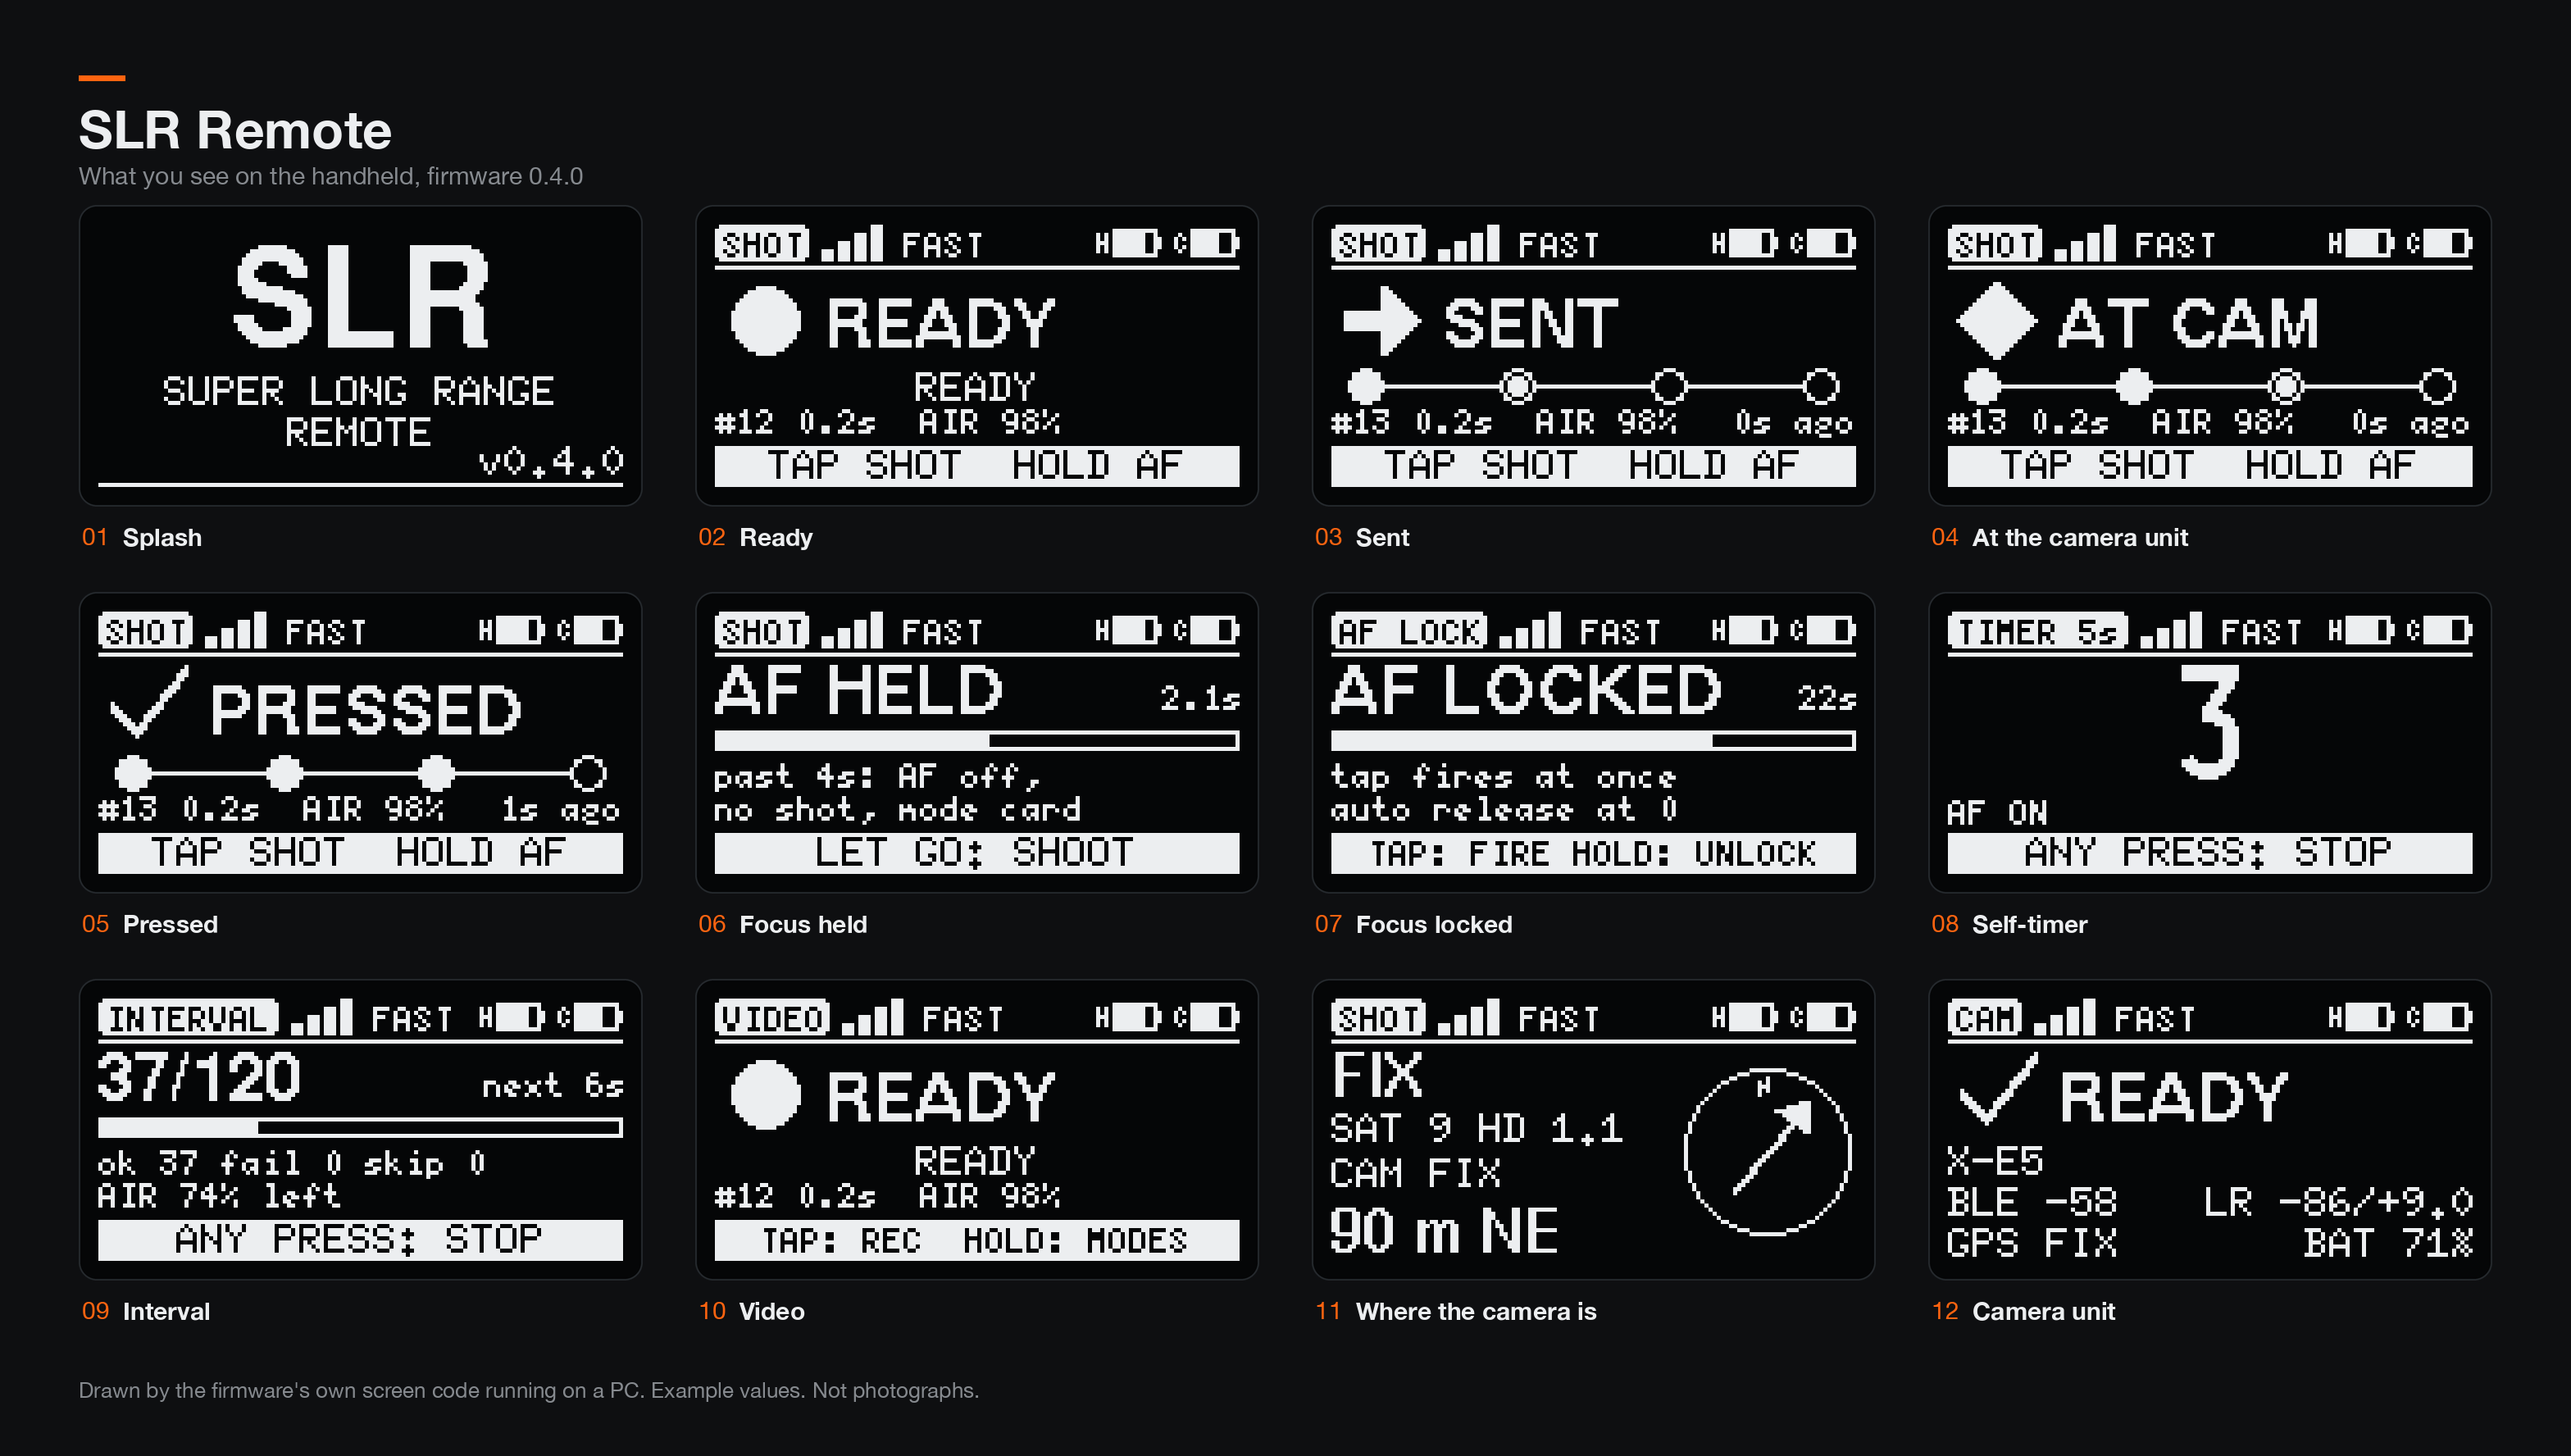 SLR Remote
What you see on the handheld, firmware 0.4.0
SLR
SUPER LONG RANGE
REMOTE
v0.4.0
01 Splash
SHOT FAST H C
READY
READY
#12 0.2s AIR 98%
TAP SHOT HOLD AF
02 Ready
SHOT FAST H C
SENT
#13 0.2s AIR 98% 0s ago
TAP SHOT HOLD AF
03 Sent
SHOT FAST H C
AT CAM
#13 0.2s AIR 98% 0s ago
TAP SHOT HOLD AF
04 At the camera unit
SHOT FAST H C
PRESSED
#13 0.2s AIR 98% 1s ago
TAP SHOT HOLD AF
05 Pressed
SHOT FAST H C
AF HELD 2.1s
past 4s: AF off,
no shot, mode card
LET GO: SHOOT
06 Focus held
AF LOCK FAST H C
AF LOCKED 22s
tap fires at once
auto release at 0
TAP: FIRE HOLD: UNLOCK
07 Focus locked
TIMER 5s FAST H C
3
AF ON
ANY PRESS: STOP
08 Self-timer
INTERVAL FAST H C
37/120 next 6s
ok 37 fail 0 skip 0
AIR 74% left
ANY PRESS: STOP
09 Interval
VIDEO FAST H C
READY
READY
#12 0.2s AIR 98%
TAP: REC HOLD: MODES
10 Video
SHOT FAST H C
FIX
N
SAT 9 HD 1.1
CAM FIX
90 m NE
11 Where the camera is
CAM FAST H C
READY
X-E5
BLE -58 LR -86/+9.0
GPS FIX BAT 71%
12 Camera unit
Drawn by the firmware's own screen code running on a PC. Example values. Not photographs.